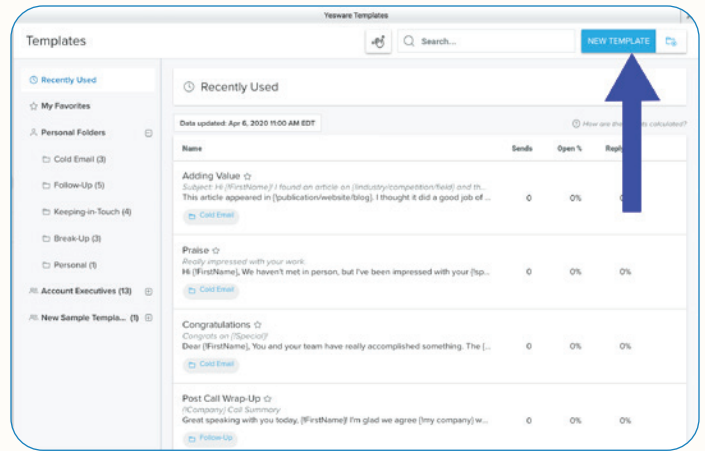 Yesware Templates
Templates
Search...
NEW TEMPLATE
Recently Used
My Favorites
Personal Folders
Cold Email (3)
Follow-Up (5)
Keeping-in-Touch (4)
Break-Up (3)
Personal (1)
Account Executives (13)
New Sample Templa... (1)
Recently Used
Data updated: Apr 6, 2020 11:00 AM EDT
How are the calculated?
Name Sends Open % Reply
Adding Value
Subject: Hi {!FirstName}! I found an article on {!industry/competition/field} and th...
This article appeared in {!publication/website/blog}. I thought it did a good job of ...
0 0%
Cold Email
Praise
Really impressed with your work.
Hi {!FirstName}, We haven't met in person, but I've been impressed with your {!sp...
0 0% 0%
Cold Email
Congratulations
Congrats on {!Special}!
Dear {!FirstName}, You and your team have really accomplished something. The {...
0 0% 0%
Cold Email
Post Call Wrap-Up
{!Company} Call Summary
Great speaking with you today, {!FirstName}! I'm glad we agree {!my company} w...
0 0% 0%
Follow-Up